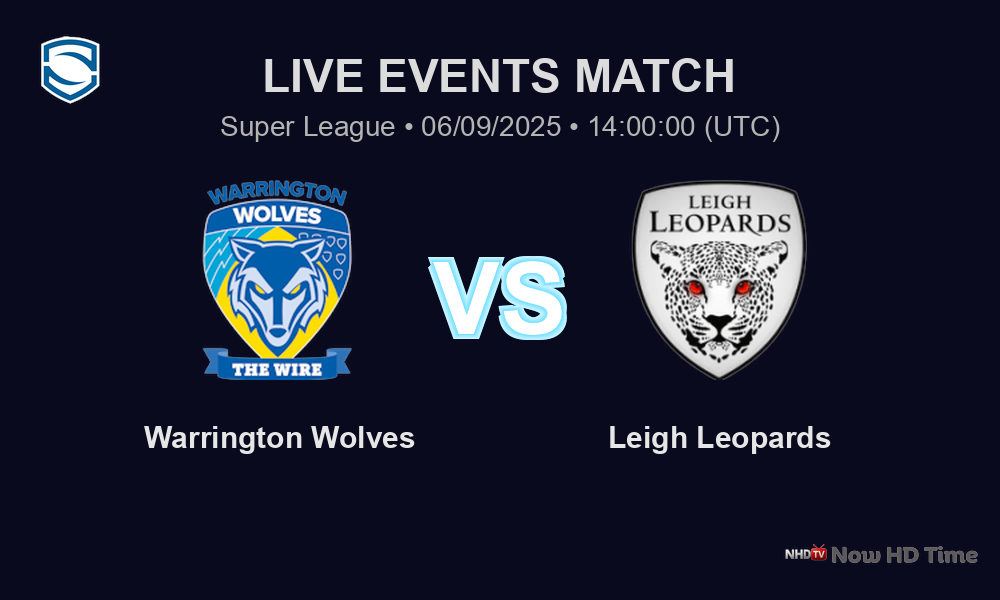 LIVE EVENTS MATCH
Super League • 06/09/2025 • 14:00:00 (UTC)
WARRINGTON
WOLVES
THE WIRE
VS
LEIGH
LEOPARDS
Warrington Wolves
Leigh Leopards
NHDTV Now HD Time